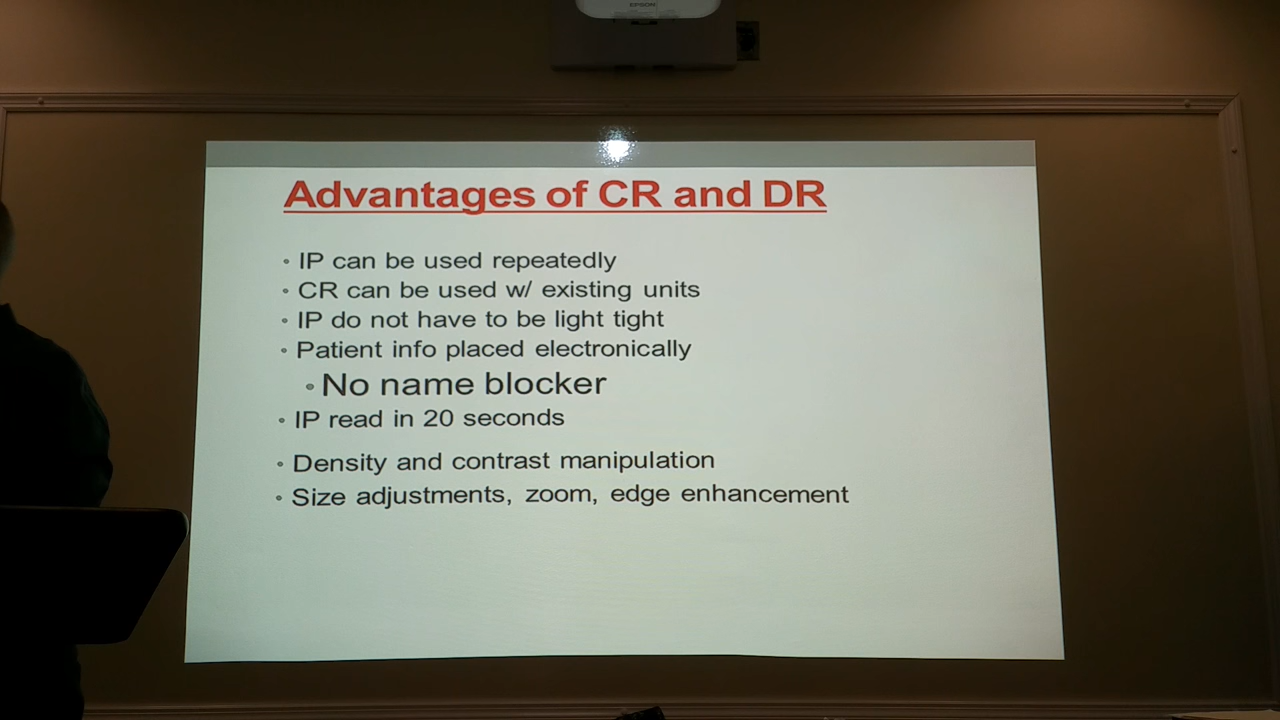 EPSON
Advantages of CR and DR
• IP can be used repeatedly
• CR can be used w/ existing units
• IP do not have to be light tight
• Patient info placed electronically
• No name blocker
• IP read in 20 seconds
• Density and contrast manipulation
• Size adjustments, zoom, edge enhancement